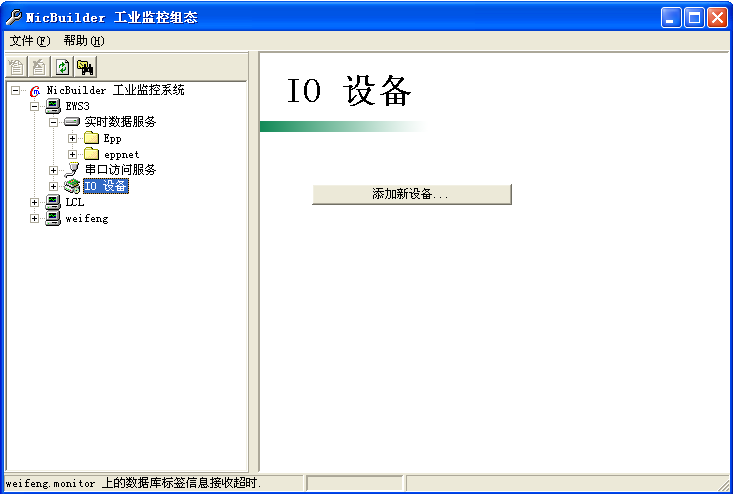 NicBuilder 工业监控组态
文件(F) 帮助(H)
NicBuilder 工业监控系统
EWS3
实时数据服务
Epp
eppnet
串口访问服务
IO 设备
LCL
weifeng
IO 设备
添加新设备...
weifeng.monitor 上的数据库标签信息接收超时.